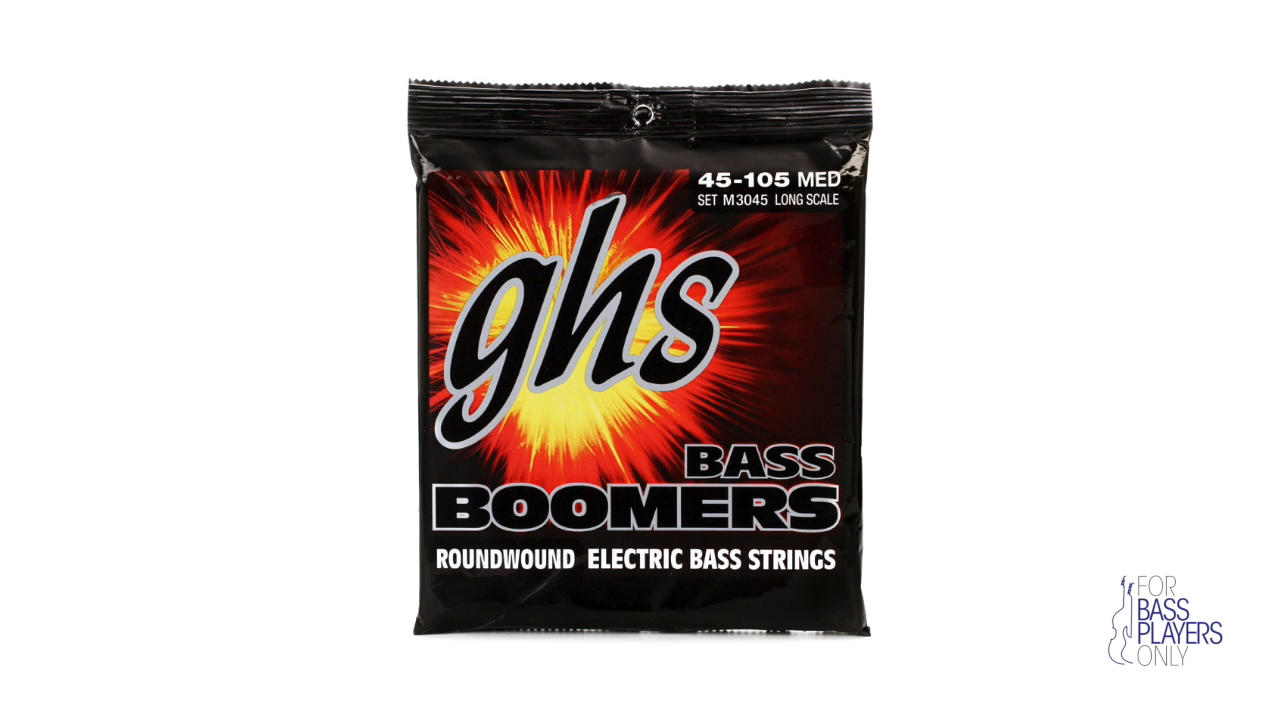 45-105 MED
SET M3045 LONG SCALE
ghs
BASS
BOOMERS
ROUNDWOUND ELECTRIC BASS STRINGS
FOR
BASS
PLAYERS
ONLY